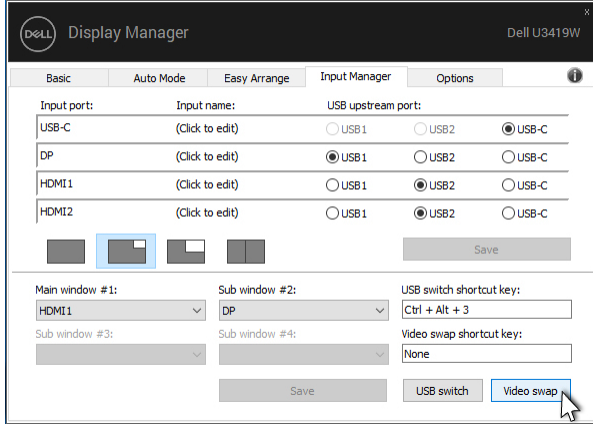 x
DELL Display Manager Dell U3419W
Basic Auto Mode Easy Arrange Input Manager Options i
Input port: Input name: USB upstream port:
USB-C (Click to edit) USB1 USB2 USB-C
DP (Click to edit) USB1 USB2 USB-C
HDMI1 (Click to edit) USB1 USB2 USB-C
HDMI2 (Click to edit) USB1 USB2 USB-C
Save
Main window #1: Sub window #2: USB switch shortcut key:
HDMI1 DP Ctrl + Alt + 3
Sub window #3: Sub window #4: Video swap shortcut key:
None
Save USB switch Video swap